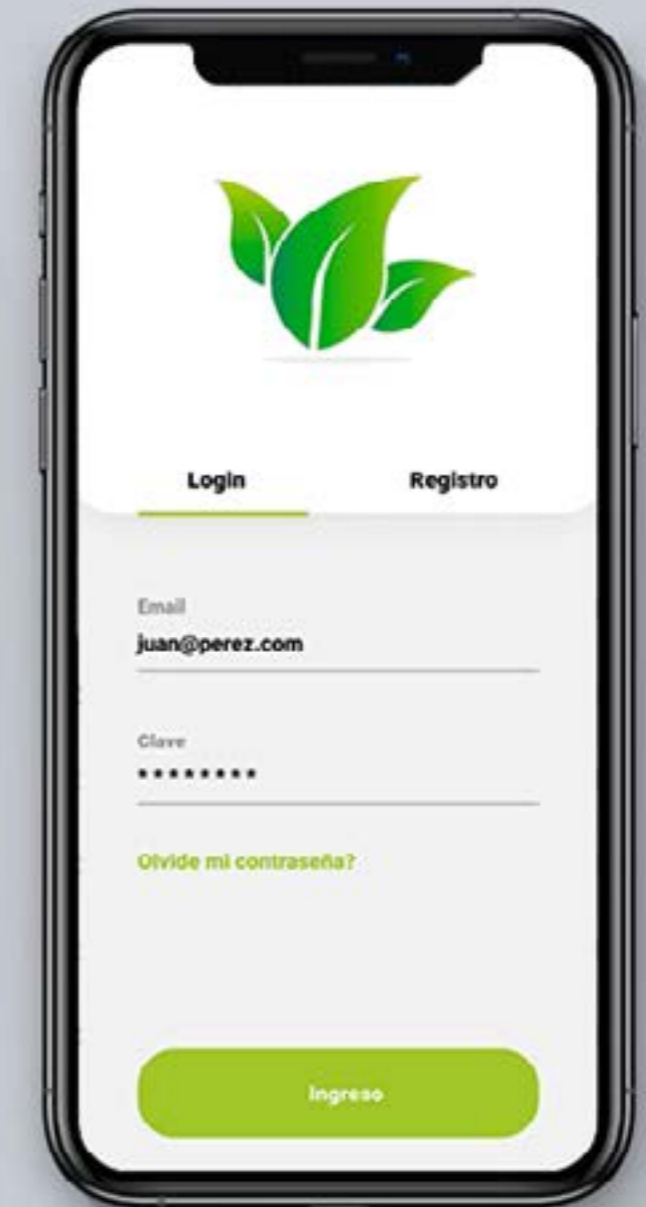 Login
Registro
Email
juan@perez.com
Clave
********
Olvide mi contraseña?
Ingreso